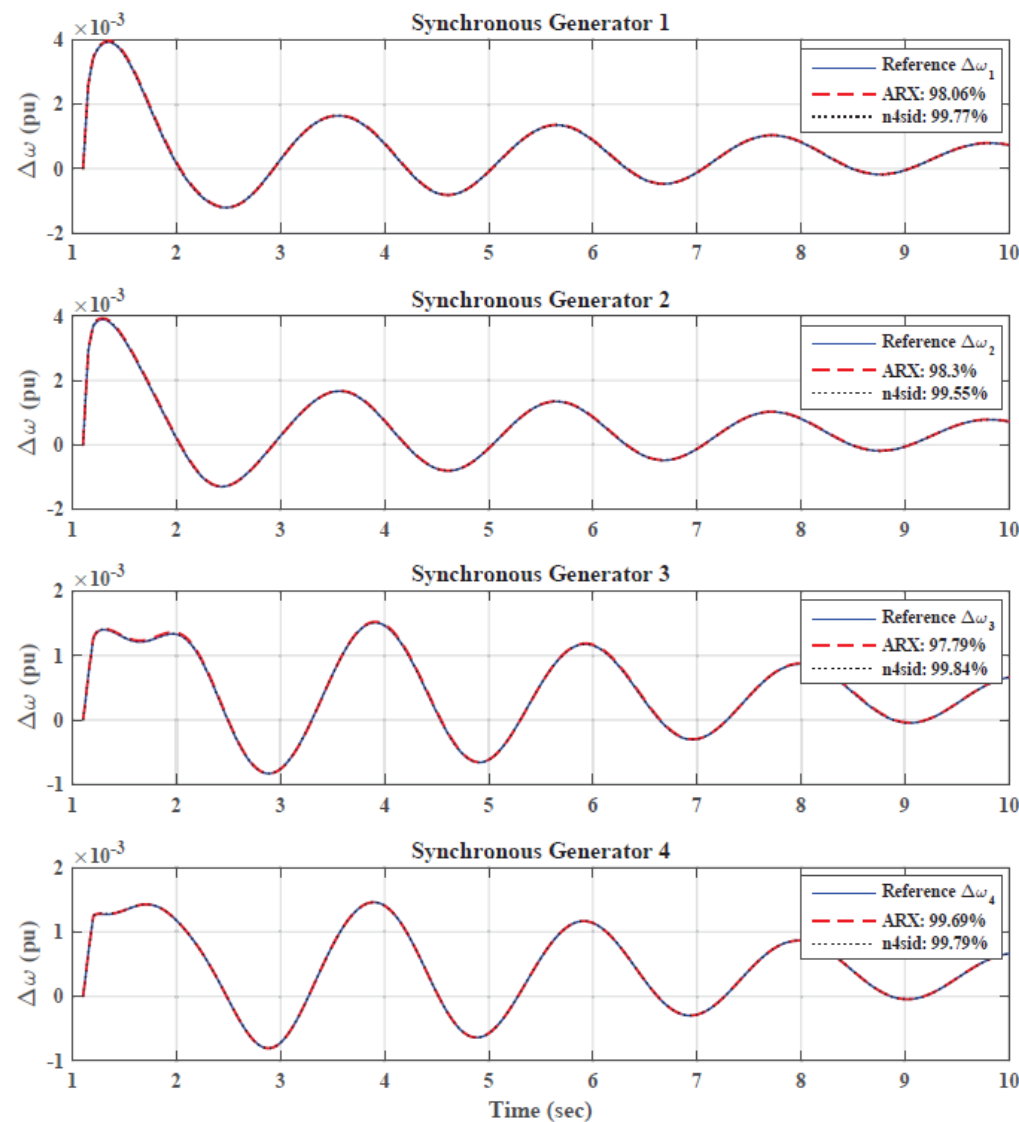 Synchronous Generator 1
×10-3
4
2
0
-2
Δω (pu)
Reference Δω1
ARX: 98.06%
n4sid: 99.77%
1 2 3 4 5 6 7 8 9 10
Synchronous Generator 2
×10-3
4
2
0
-2
Δω (pu)
Reference Δω2
ARX: 98.3%
n4sid: 99.55%
1 2 3 4 5 6 7 8 9 10
Synchronous Generator 3
×10-3
2
1
0
-1
Δω (pu)
Reference Δω3
ARX: 97.79%
n4sid: 99.84%
1 2 3 4 5 6 7 8 9 10
Synchronous Generator 4
×10-3
2
1
0
-1
Δω (pu)
Reference Δω4
ARX: 99.69%
n4sid: 99.79%
1 2 3 4 5 6 7 8 9 10
Time (sec)